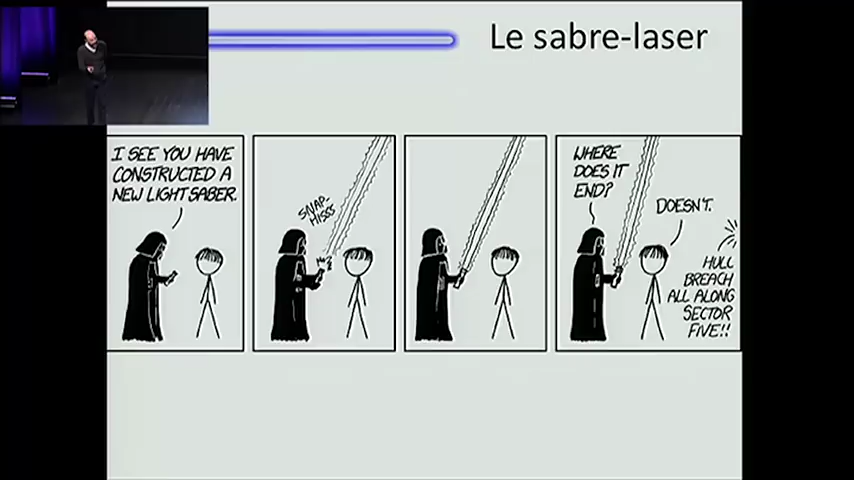 Le sabre-laser
I SEE YOU HAVE
CONSTRUCTED A
NEW LIGHTSABER.
SNAP-
HISSS
WHERE
DOES IT
END?
DOESN'T.
HULL
BREACH
ALL ALONG
SECTOR
FIVE!!